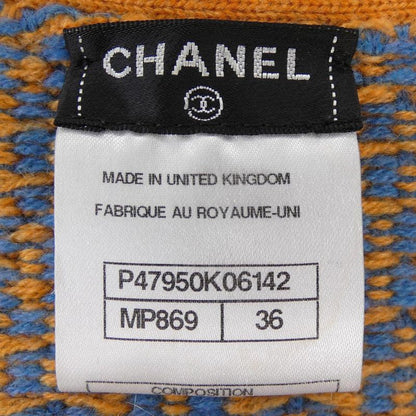 CHANEL
MADE IN UNITED KINGDOM
FABRIQUE AU ROYAUME-UNI
P47950K06142
MP869 36
COMPOSITION